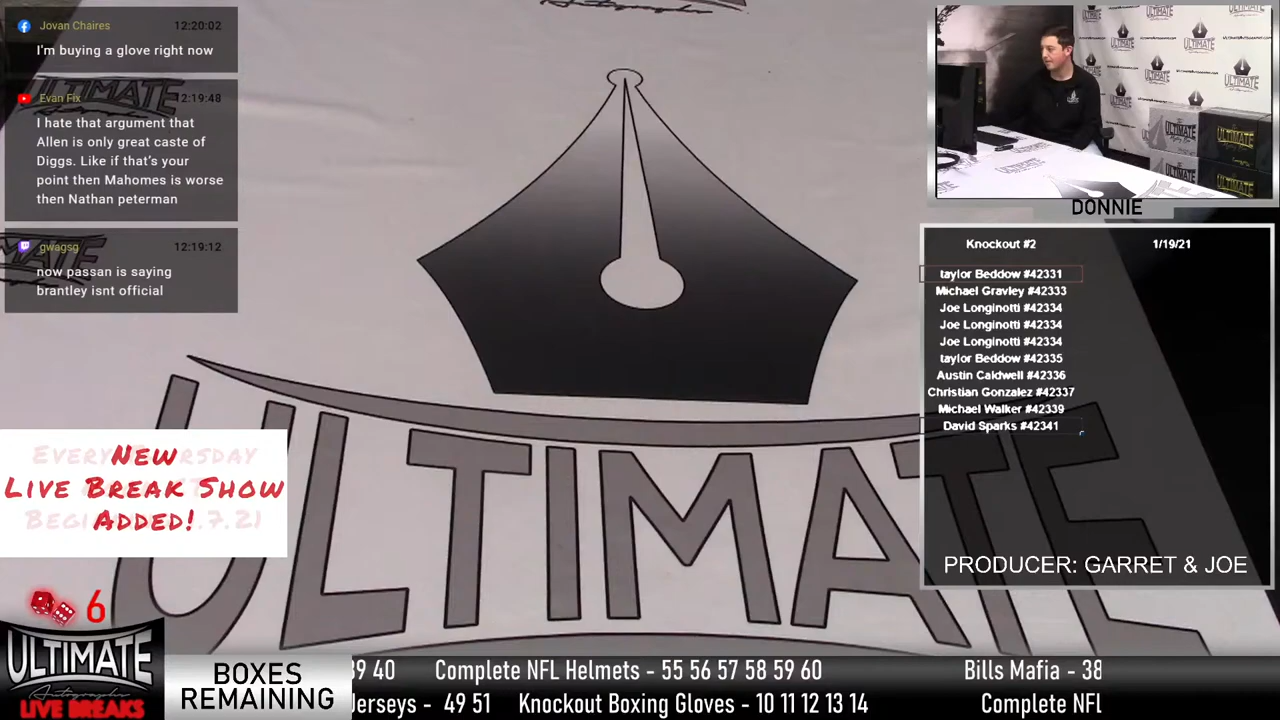 Jovan Chaires 12:20:02
I'm buying a glove right now
Evan Fix 12:19:48
I hate that argument that
Allen is only great caste of
Diggs. Like if that's your
point then Mahomes is worse
then Nathan peterman
gwagsg 12:19:12
now passan is saying
brantley isnt official
New
Live Break Show
Added!
6
ULTIMATE
Autographs
LIVE BREAKS
BOXES
REMAINING
ULTIMA
ULTIMATE
ULTIMATE
DONNIE
Knockout #2 1/19/21
taylor Beddow #42331
Michael Gravley #42333
Joe Longinotti #42334
Joe Longinotti #42334
Joe Longinotti #42334
taylor Beddow #42335
Austin Caldwell #42336
Christian Gonzalez #42337
Michael Walker #42339
David Sparks #42341
PRODUCER: GARRET & JOE
39 40 Complete NFL Helmets - 55 56 57 58 59 60 Bills Mafia - 38
Jerseys - 49 51 Knockout Boxing Gloves - 10 11 12 13 14 Complete NFL